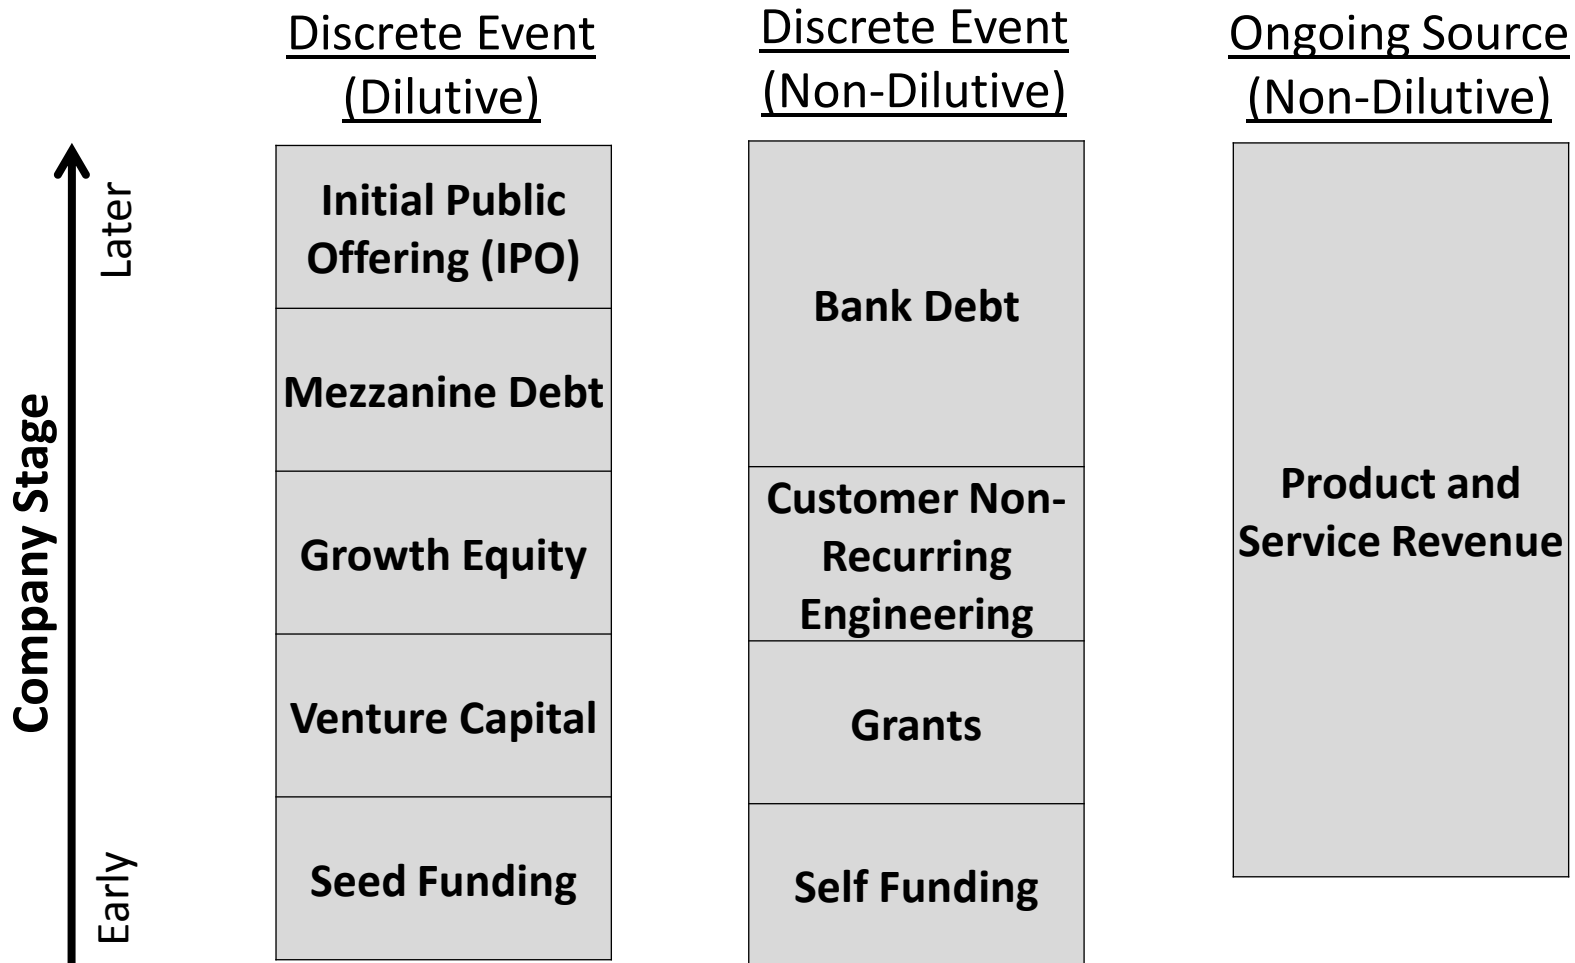 Discrete Event
(Dilutive)
Discrete Event
(Non-Dilutive)
Ongoing Source
(Non-Dilutive)
Company Stage
Later
Early
Initial Public
Offering (IPO)
Mezzanine Debt
Growth Equity
Venture Capital
Seed Funding
Bank Debt
Customer Non-
Recurring
Engineering
Grants
Self Funding
Product and
Service Revenue